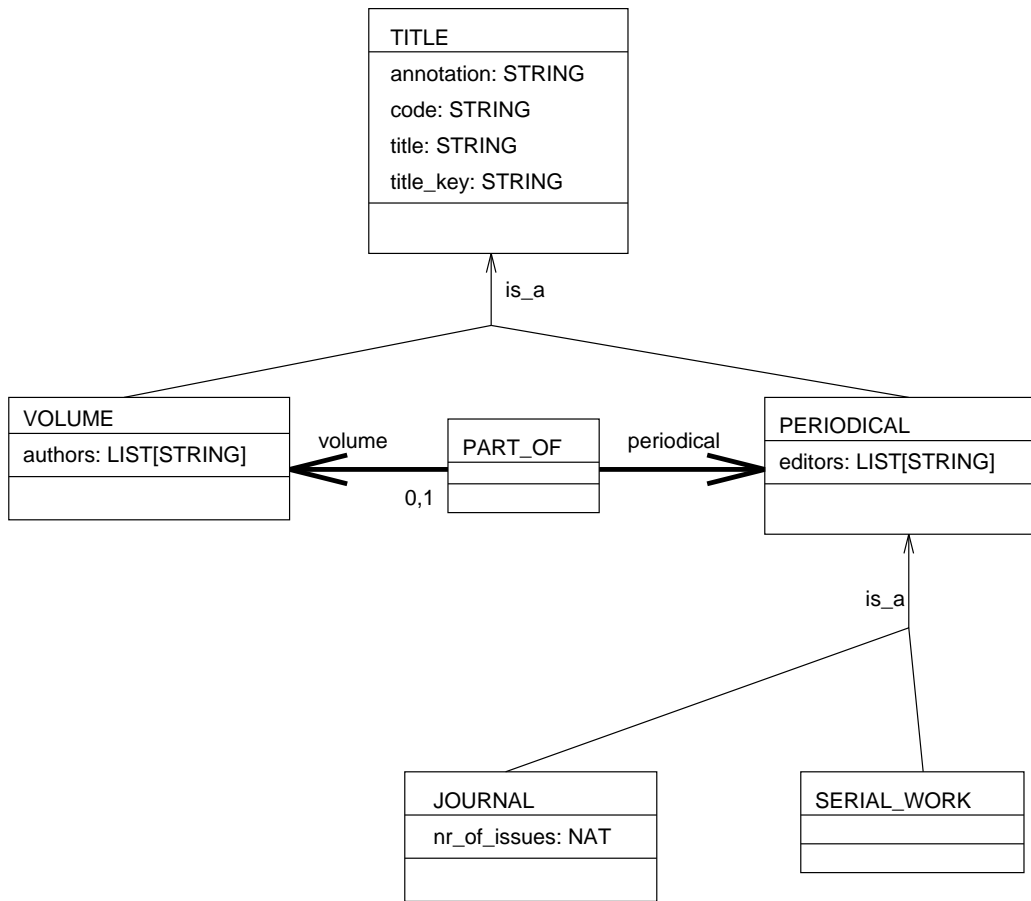 TITLE
annotation: STRING
code: STRING
title: STRING
title_key: STRING
is_a
VOLUME
authors: LIST[STRING]
volume
0,1
PART_OF
periodical
PERIODICAL
editors: LIST[STRING]
is_a
JOURNAL
nr_of_issues: NAT
SERIAL_WORK